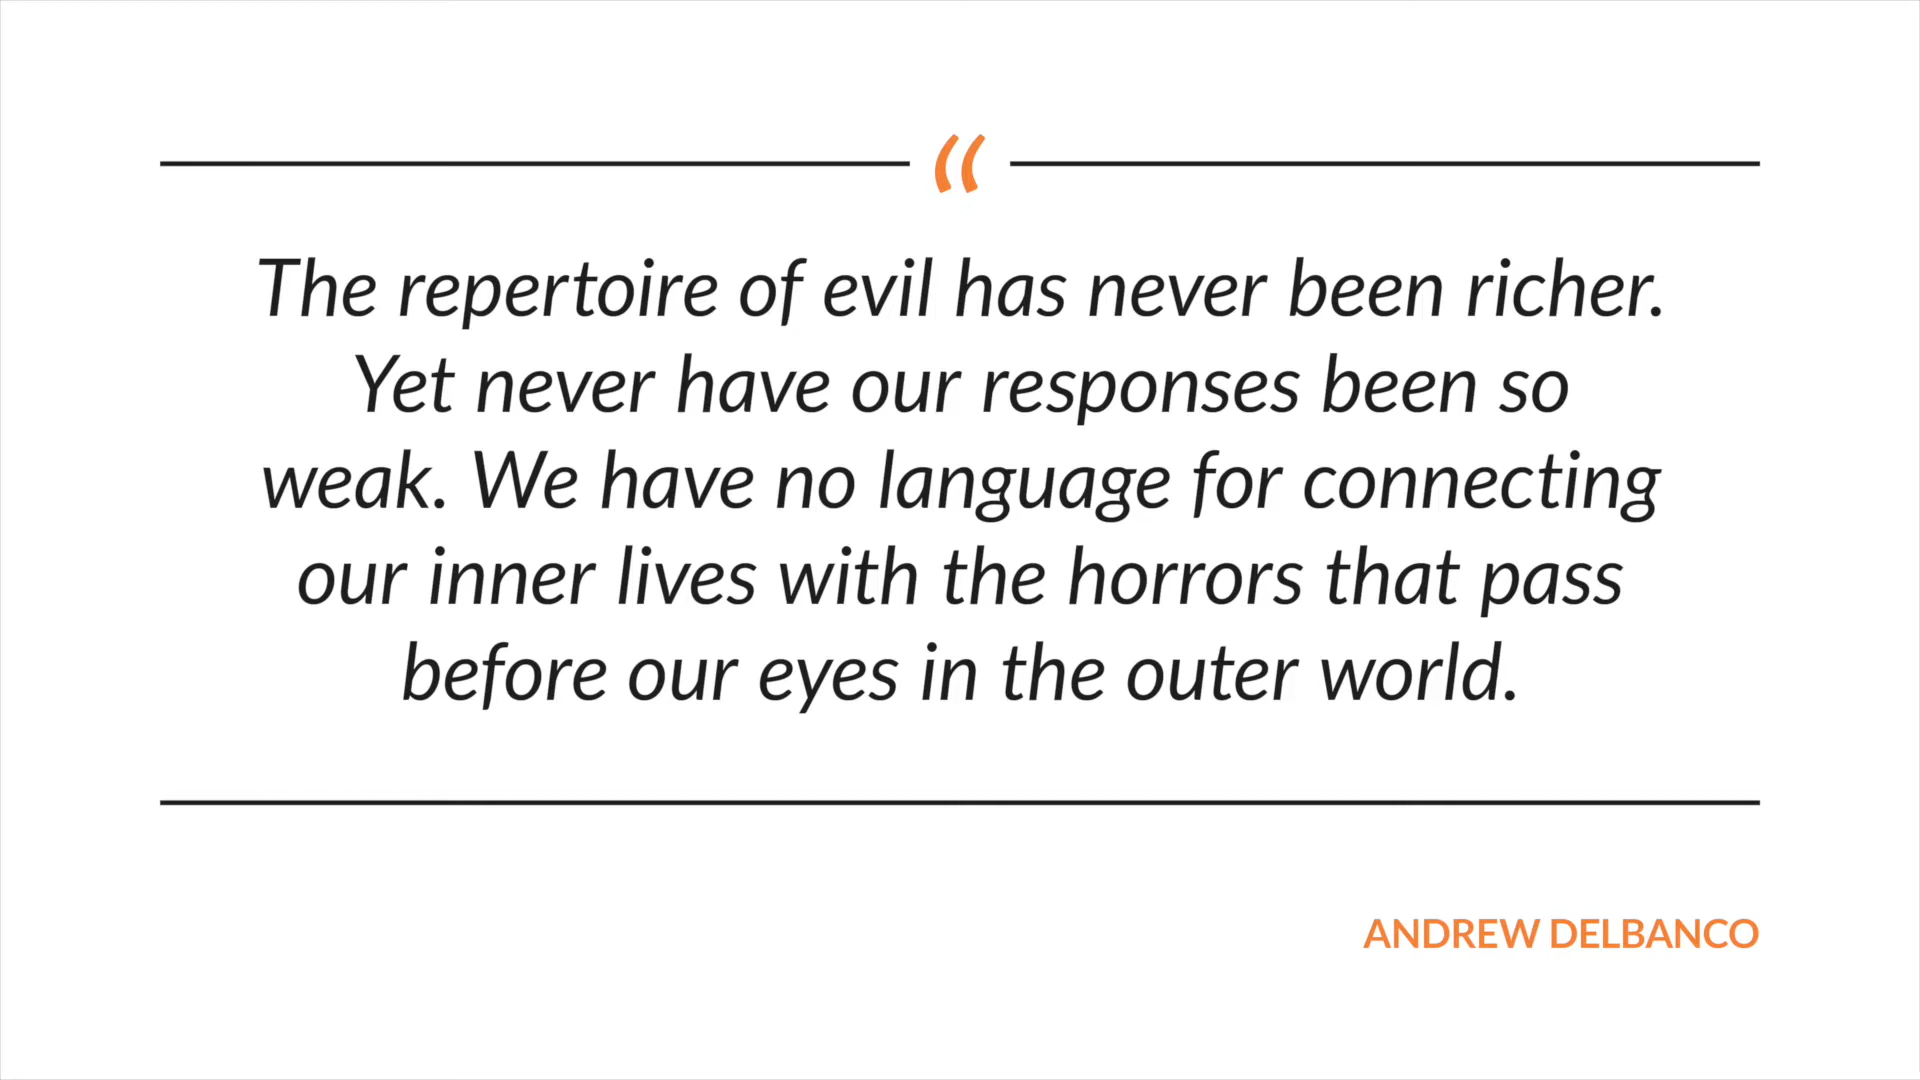 “
The repertoire of evil has never been richer.
Yet never have our responses been so
weak. We have no language for connecting
our inner lives with the horrors that pass
before our eyes in the outer world.
ANDREW DELBANCO